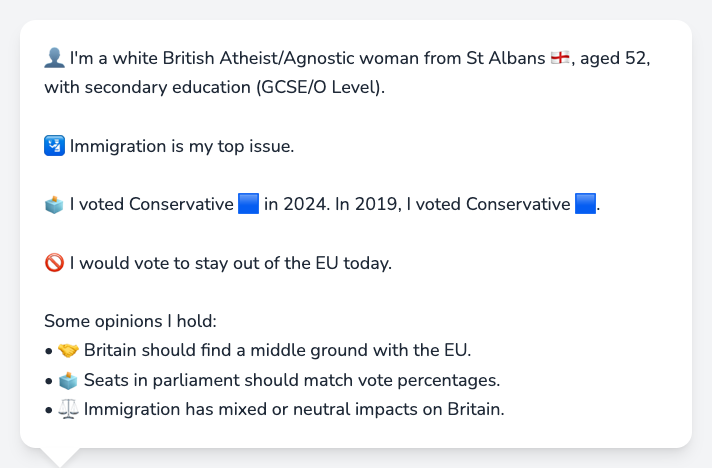 👤 I'm a white British Atheist/Agnostic woman from St Albans 🏴󠁧󠁢󠁥󠁮󠁧󠁿, aged 52,
with secondary education (GCSE/O Level).
🛂 Immigration is my top issue.
🗳️ I voted Conservative 🟦 in 2024. In 2019, I voted Conservative 🟦.
🚫 I would vote to stay out of the EU today.
Some opinions I hold:
• 🤝 Britain should find a middle ground with the EU.
• 🗳️ Seats in parliament should match vote percentages.
• ⚖️ Immigration has mixed or neutral impacts on Britain.